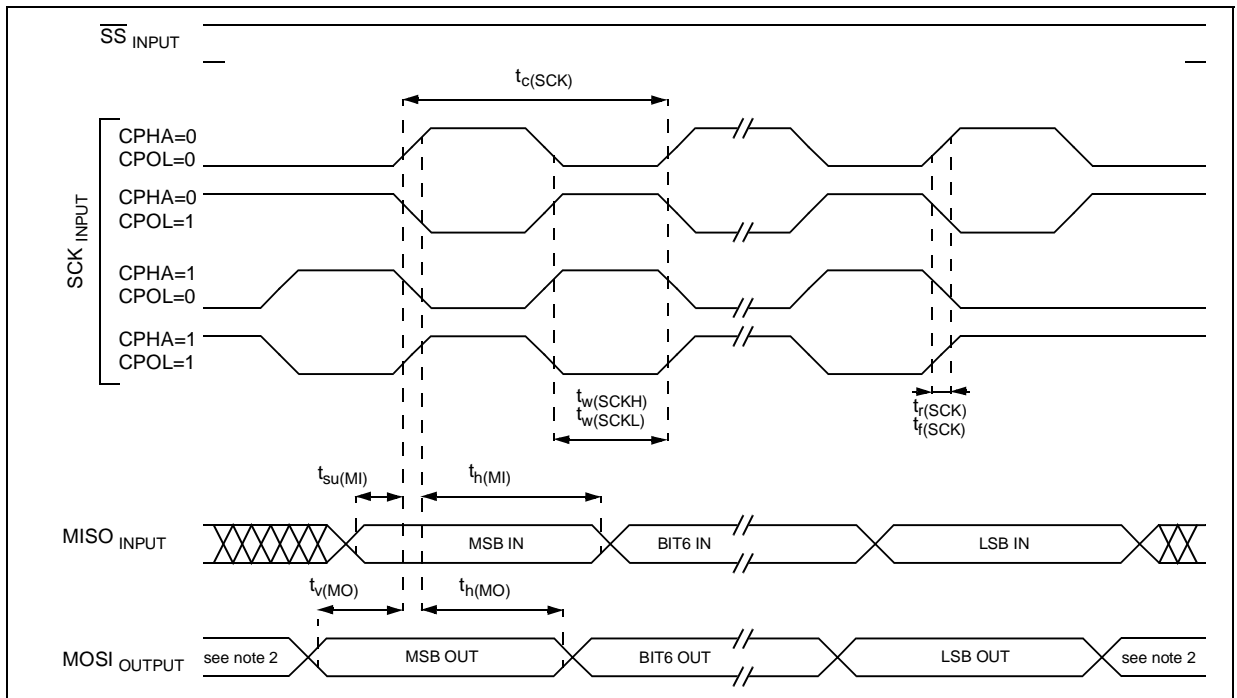 SS INPUT
tc(SCK)
SCK INPUT
CPHA=0
CPOL=0
CPHA=0
CPOL=1
CPHA=1
CPOL=0
CPHA=1
CPOL=1
tw(SCKH)
tw(SCKL)
tr(SCK)
tf(SCK)
tsu(MI)
th(MI)
MISO INPUT
MSB IN
BIT6 IN
LSB IN
tv(MO)
th(MO)
MOSI OUTPUT
see note 2
MSB OUT
BIT6 OUT
LSB OUT
see note 2